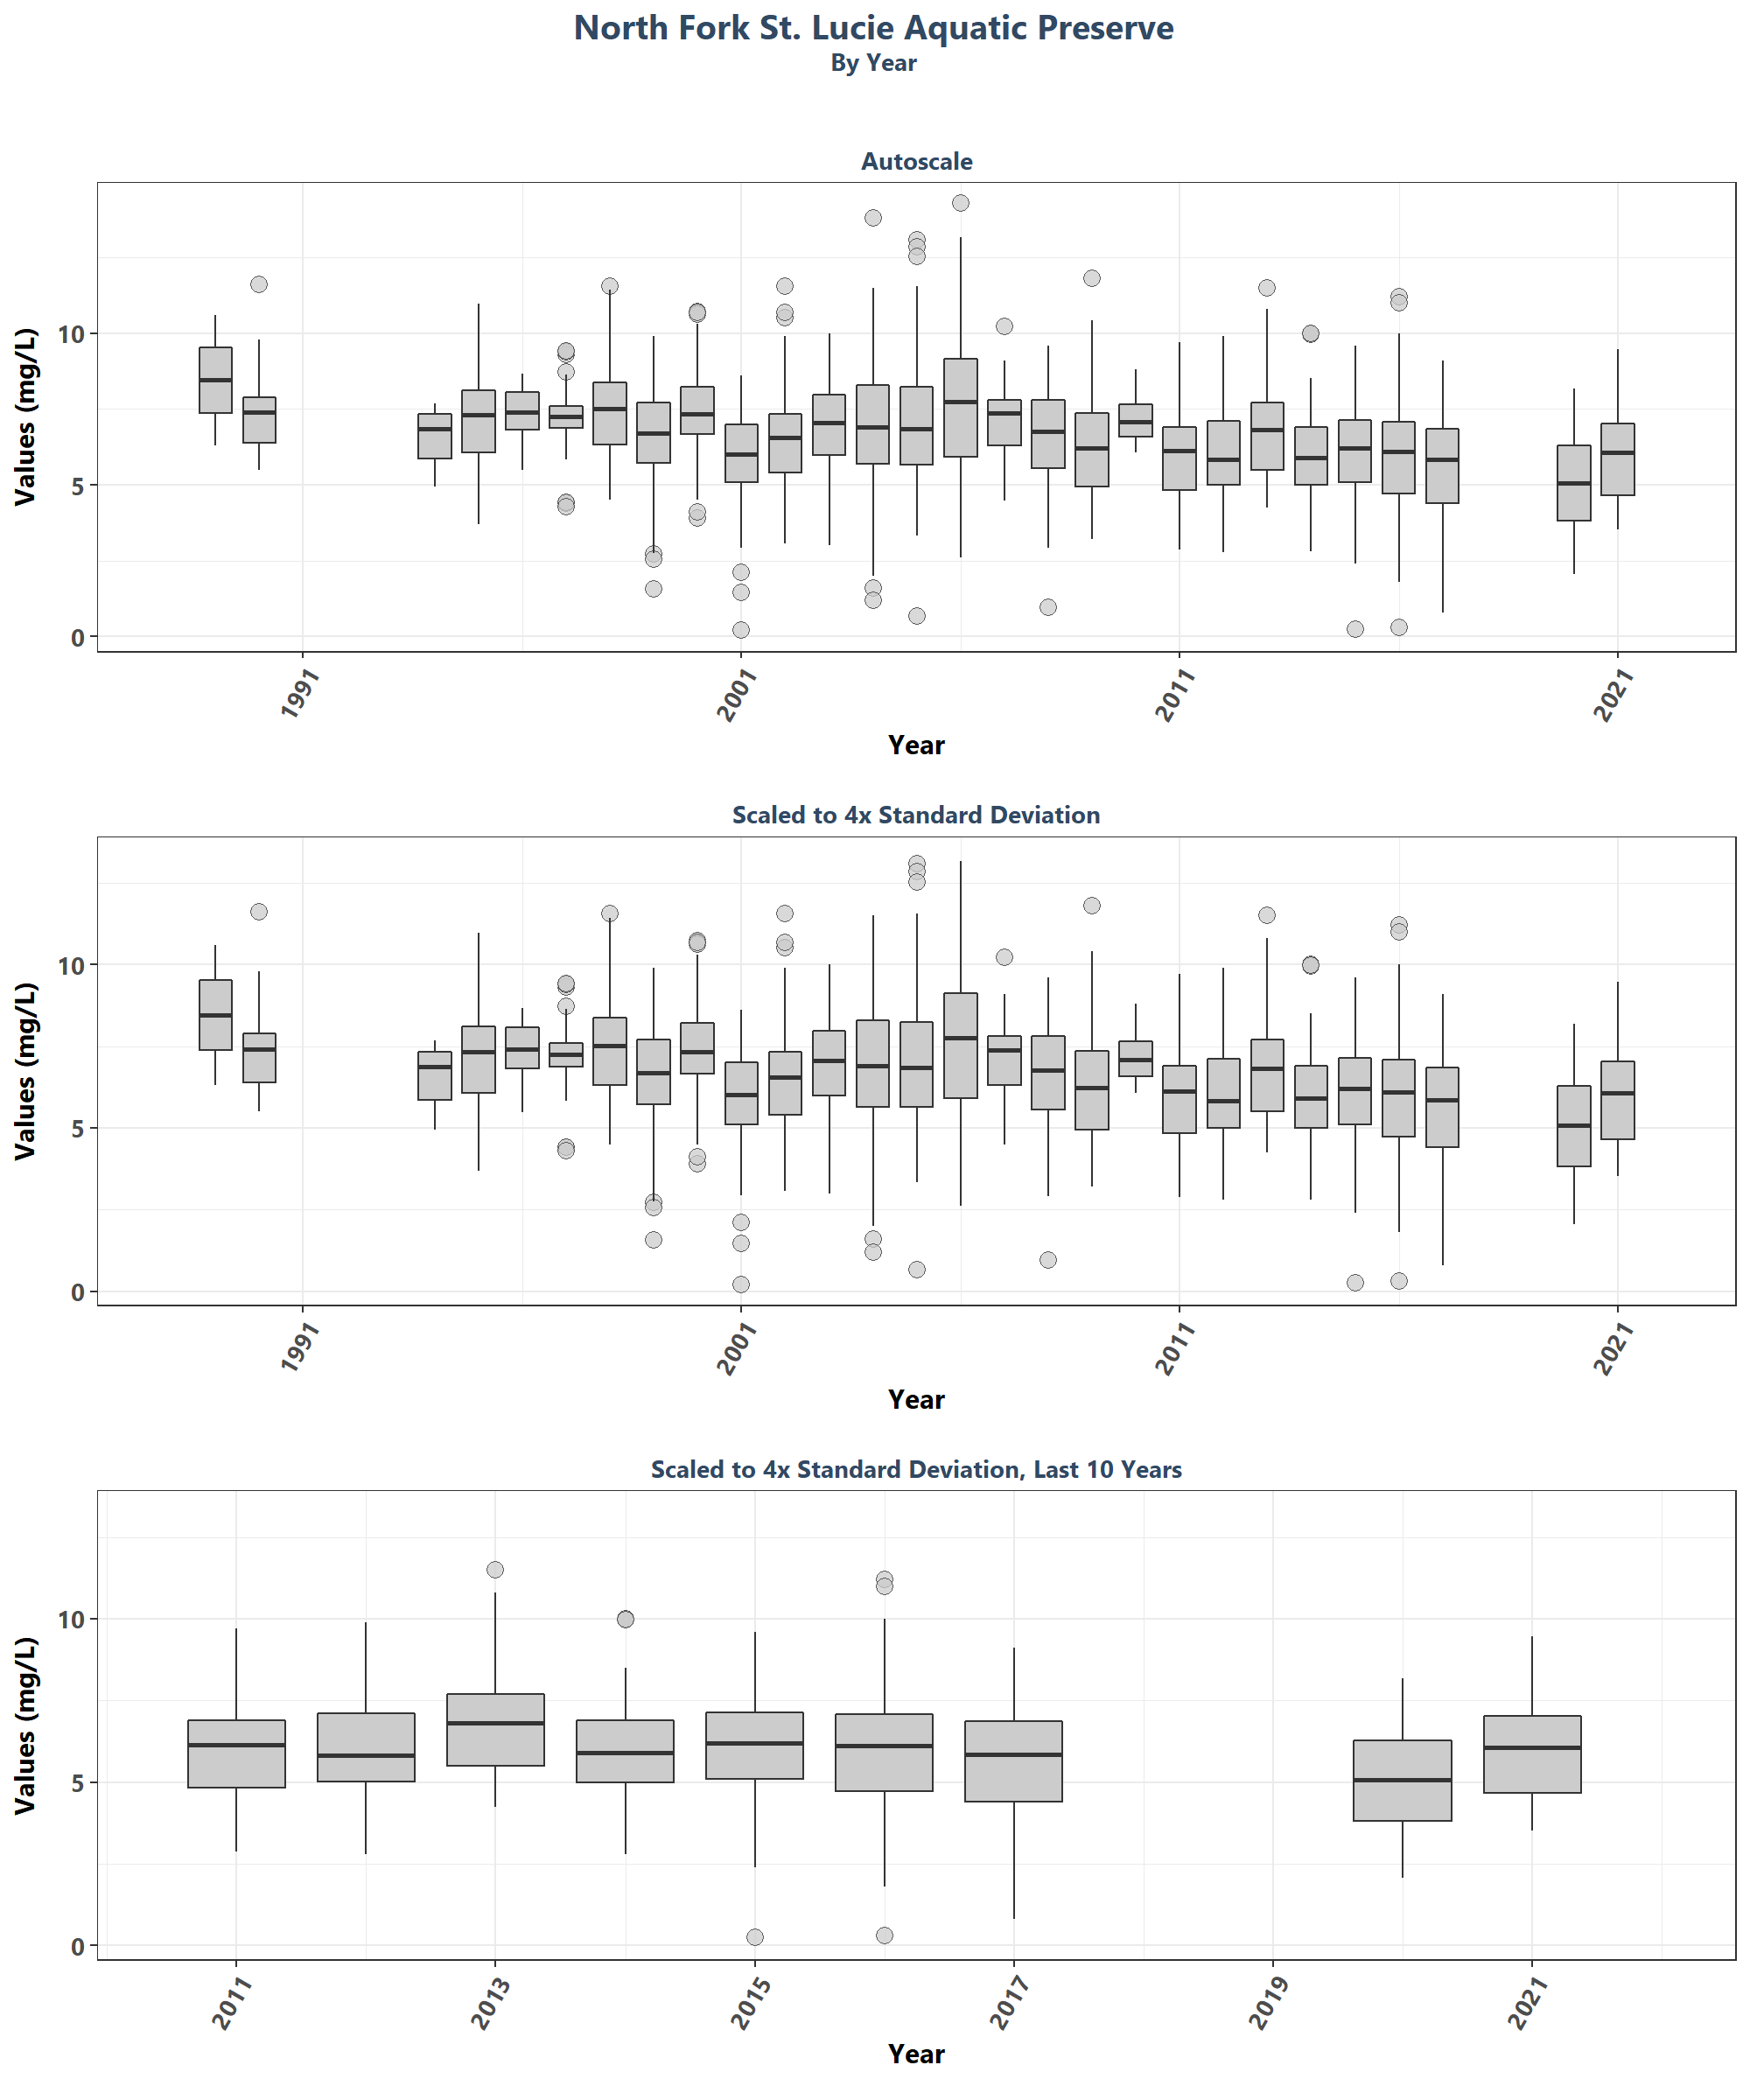 North Fork St. Lucie Aquatic Preserve
By Year
Autoscale
Values (mg/L)
10
5
0
1991
2001
2011
2021
Year
Scaled to 4x Standard Deviation
Values (mg/L)
10
5
0
1991
2001
2011
2021
Year
Scaled to 4x Standard Deviation, Last 10 Years
Values (mg/L)
10
5
0
2011
2013
2015
2017
2019
2021
Year